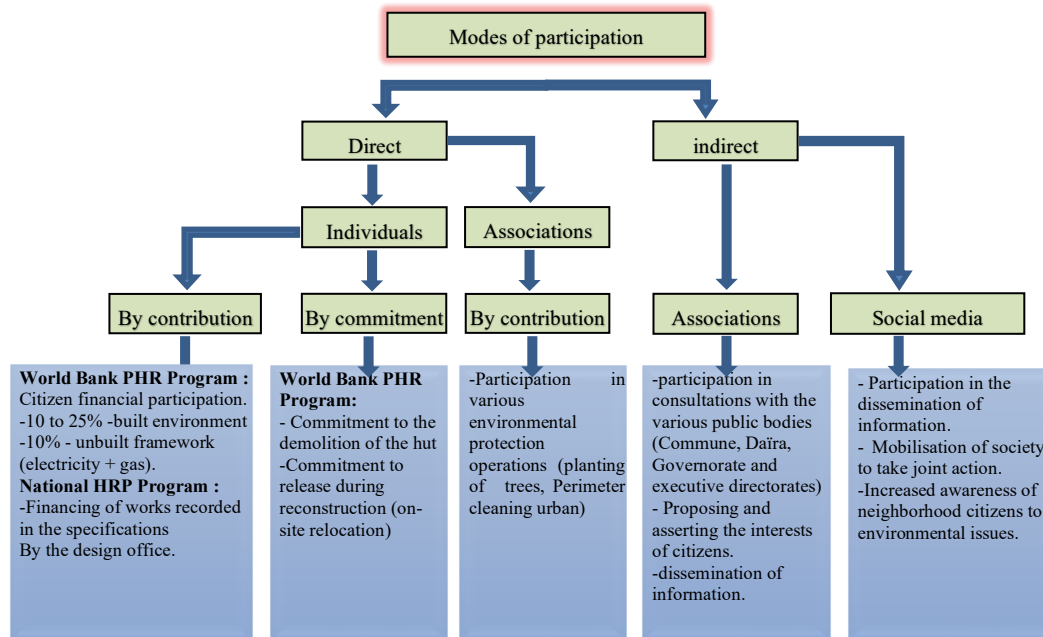 Modes of participation
Direct
indirect
Individuals
Associations
By contribution
By commitment
By contribution
Associations
Social media
World Bank PHR Program :
Citizen financial participation.
-10 to 25% -built environment
-10% - unbuilt framework
(electricity + gas).
National HRP Program :
-Financing of works recorded
in the specifications
By the design office.
World Bank PHR
Program:
- Commitment to the
demolition of the hut
-Commitment to
release during
reconstruction (on-
site relocation)
-Participation in
various
environmental
protection
operations (planting
of trees, Perimeter
cleaning urban)
-participation in
consultations with the
various public bodies
(Commune, Daïra,
Governorate and
executive directorates)
- Proposing and
asserting the interests
of citizens.
-dissemination of
information.
- Participation in the
dissemination of
information.
- Mobilisation of society
to take joint action.
-Increased awareness of
neighborhood citizens to
environmental issues.